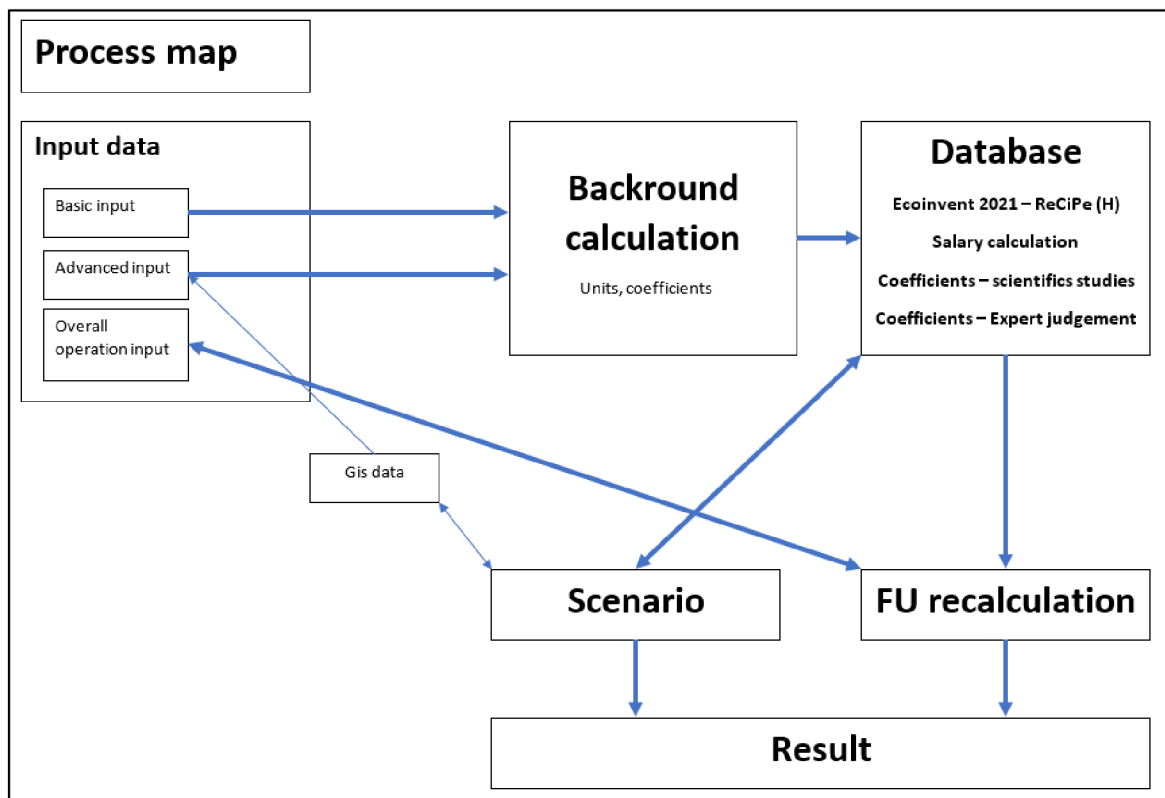 Process map
Input data
Basic input
Advanced input
Overall
operation input
Backround
calculation
Units, coefficients
Database
Ecoinvent 2021 – ReCiPe (H)
Salary calculation
Coefficients – scientifics studies
Coefficients – Expert judgement
Gis data
Scenario
FU recalculation
Result